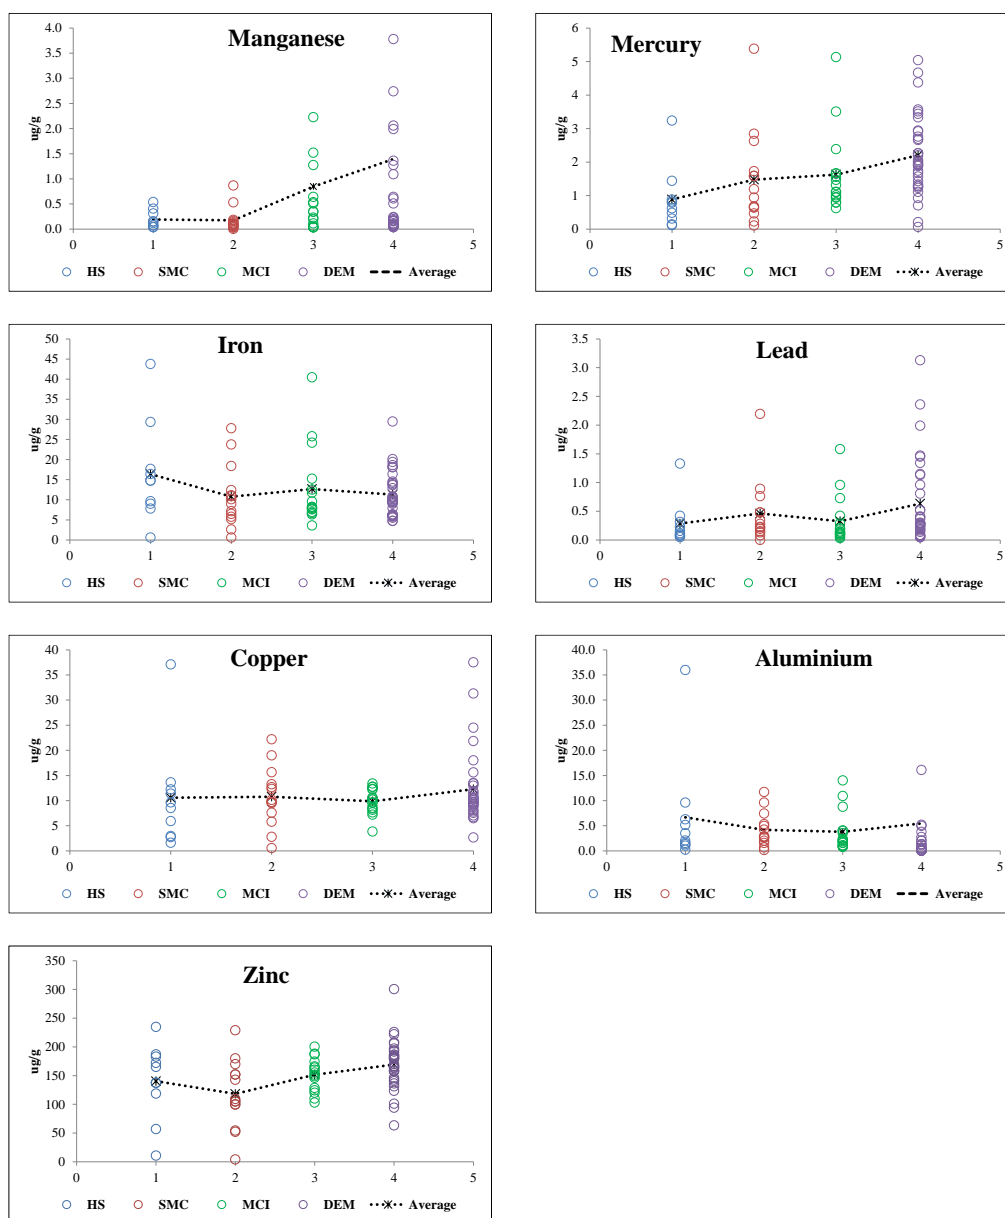 Manganese
ug/g
4.0
3.5
3.0
2.5
2.0
1.5
1.0
0.5
0.0
0 1 2 3 4 5
HS SMC MCI DEM Average
Mercury
ug/g
6
5
4
3
2
1
0
0 1 2 3 4 5
HS SMC MCI DEM Average
Iron
ug/g
50
45
40
35
30
25
20
15
10
5
0
0 1 2 3 4 5
HS SMC MCI DEM Average
Lead
ug/g
3.5
3.0
2.5
2.0
1.5
1.0
0.5
0.0
0 1 2 3 4 5
HS SMC MCI DEM Average
Copper
ug/g
40
35
30
25
20
15
10
5
0
0 1 2 3 4
HS SMC MCI DEM Average
Aluminium
ug/g
40.0
35.0
30.0
25.0
20.0
15.0
10.0
5.0
0.0
0 1 2 3 4 5
HS SMC MCI DEM Average
Zinc
ug/g
350
300
250
200
150
100
50
0
0 1 2 3 4 5
HS SMC MCI DEM Average